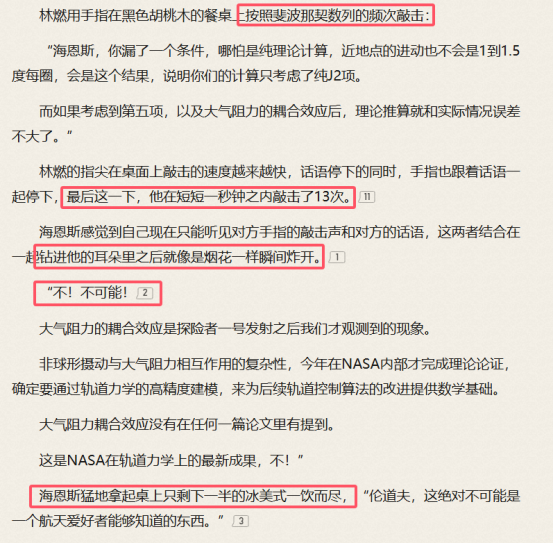 林燃用手指在黑色胡桃木的餐桌上按照斐波那契数列的频次敲击：
“海恩斯，你漏了一个条件，哪怕是纯理论计算，近地点的进动也不会是1到1.5
度每圈，会是这个结果，说明你们的计算只考虑了纯J2项。
而如果考虑到第五项，以及大气阻力的耦合效应后，理论推算就和实际情况误差
不大了。”
林燃的指尖在桌面上敲击的速度越来越快，话语停下的同时，手指也跟着话语一
起停下，最后这一下，他在短短一秒钟之内敲击了13次。 11
海恩斯感觉到自己现在只能听见对方手指的敲击声和对方的话语，这两者结合在
一起钻进他的耳朵里之后就像是烟花一样瞬间炸开。 1
“不！不可能！ 2
大气阻力的耦合效应是探险者一号发射之后我们才观测到的现象。
非球形摄动与大气阻力相互作用的复杂性，今年在NASA内部才完成理论论证，
确定要通过轨道力学的高精度建模，来为后续轨道控制算法的改进提供数学基础。
大气阻力耦合效应没有在任何一篇论文里有提到。
这是NASA在轨道力学上的最新成果，不！”
海恩斯猛地拿起桌上只剩下一半的冰美式一饮而尽，“伦道夫，这绝对不可能是
一个航天爱好者能够知道的东西。” 3